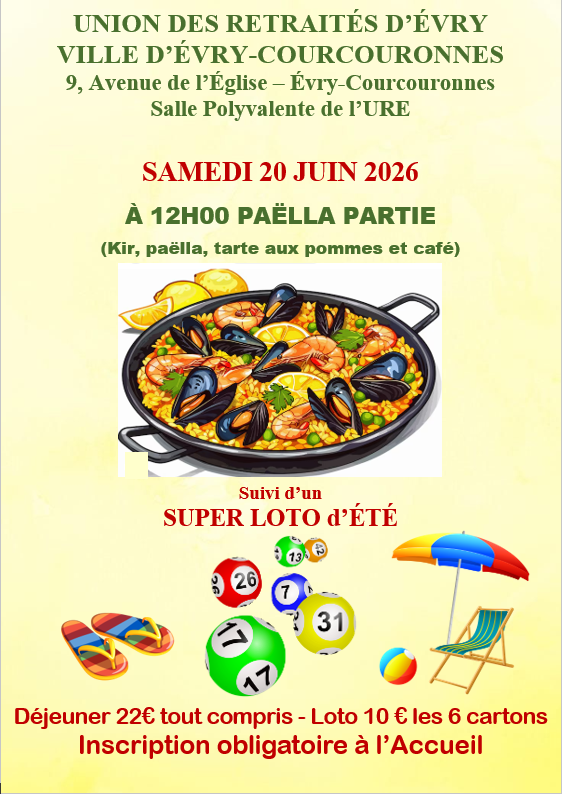 UNION DES RETRAITÉS D’ÉVRY
VILLE D’ÉVRY-COURCOURONNES
9, Avenue de l’Église – Évry-Courcouronnes
Salle Polyvalente de l’URE
SAMEDI 20 JUIN 2026
À 12H00 PAËLLA PARTIE
(Kir, paëlla, tarte aux pommes et café)
Suivi d’un
SUPER LOTO d’ÉTÉ
13
26
26
7
31
17
17
Déjeuner 22€ tout compris - Loto 10 € les 6 cartons
Inscription obligatoire à l’Accueil